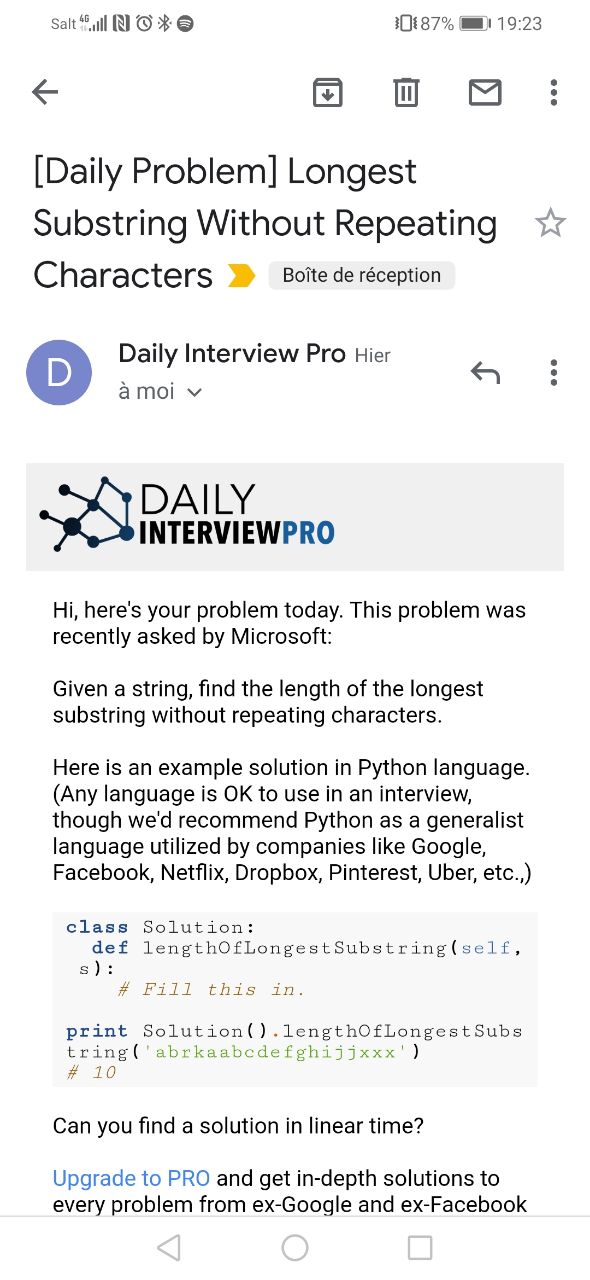 Salt 4G 87% 19:23
[Daily Problem] Longest
Substring Without Repeating
Characters Boîte de réception
D Daily Interview Pro Hier
à moi
DAILY
INTERVIEWPRO
Hi, here's your problem today. This problem was
recently asked by Microsoft:
Given a string, find the length of the longest
substring without repeating characters.
Here is an example solution in Python language.
(Any language is OK to use in an interview,
though we'd recommend Python as a generalist
language utilized by companies like Google,
Facebook, Netflix, Dropbox, Pinterest, Uber, etc.,)
class Solution:
def lengthOfLongestSubstring(self,
s):
# Fill this in.
print Solution().lengthOfLongestSubs
tring('abrkaabcdefghijjxxx')
# 10
Can you find a solution in linear time?
Upgrade to PRO and get in-depth solutions to
every problem from ex-Google and ex-Facebook